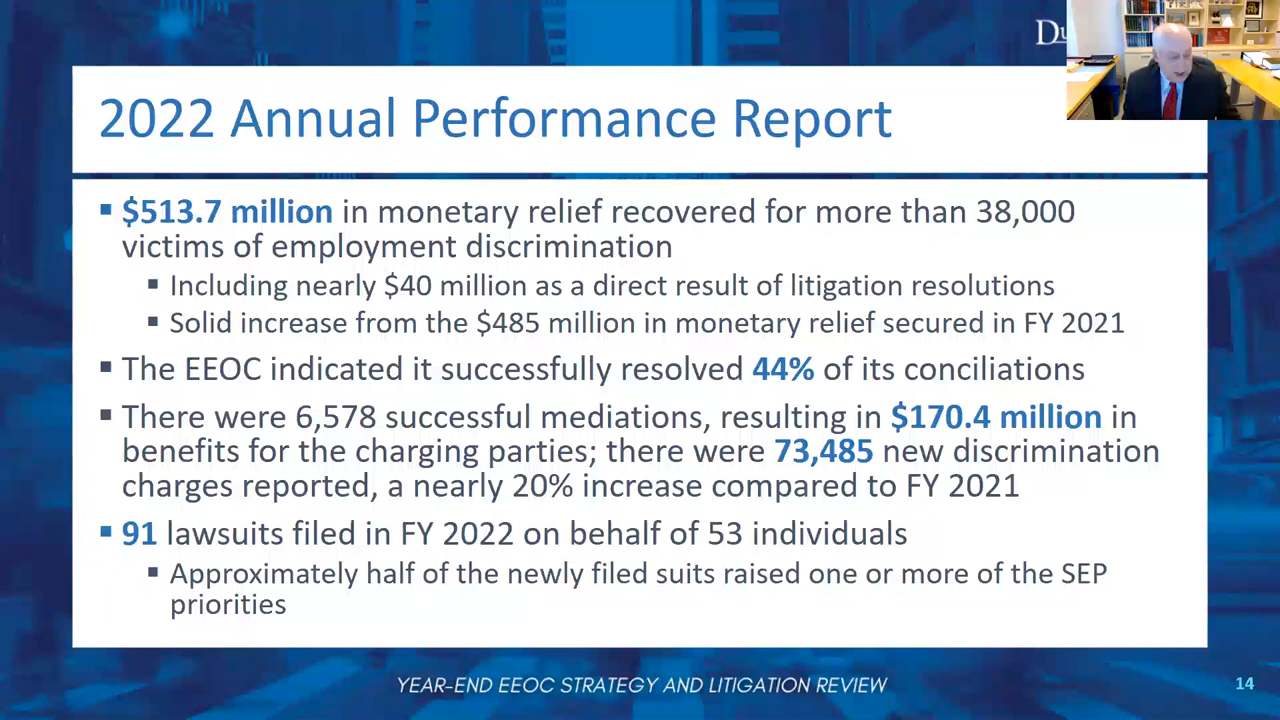 2022 Annual Performance Report
$513.7 million in monetary relief recovered for more than 38,000
victims of employment discrimination
Including nearly $40 million as a direct result of litigation resolutions
Solid increase from the $485 million in monetary relief secured in FY 2021
The EEOC indicated it successfully resolved 44% of its conciliations
There were 6,578 successful mediations, resulting in $170.4 million in
benefits for the charging parties; there were 73,485 new discrimination
charges reported, a nearly 20% increase compared to FY 2021
91 lawsuits filed in FY 2022 on behalf of 53 individuals
Approximately half of the newly filed suits raised one or more of the SEP
priorities
YEAR-END EEOC STRATEGY AND LITIGATION REVIEW
14